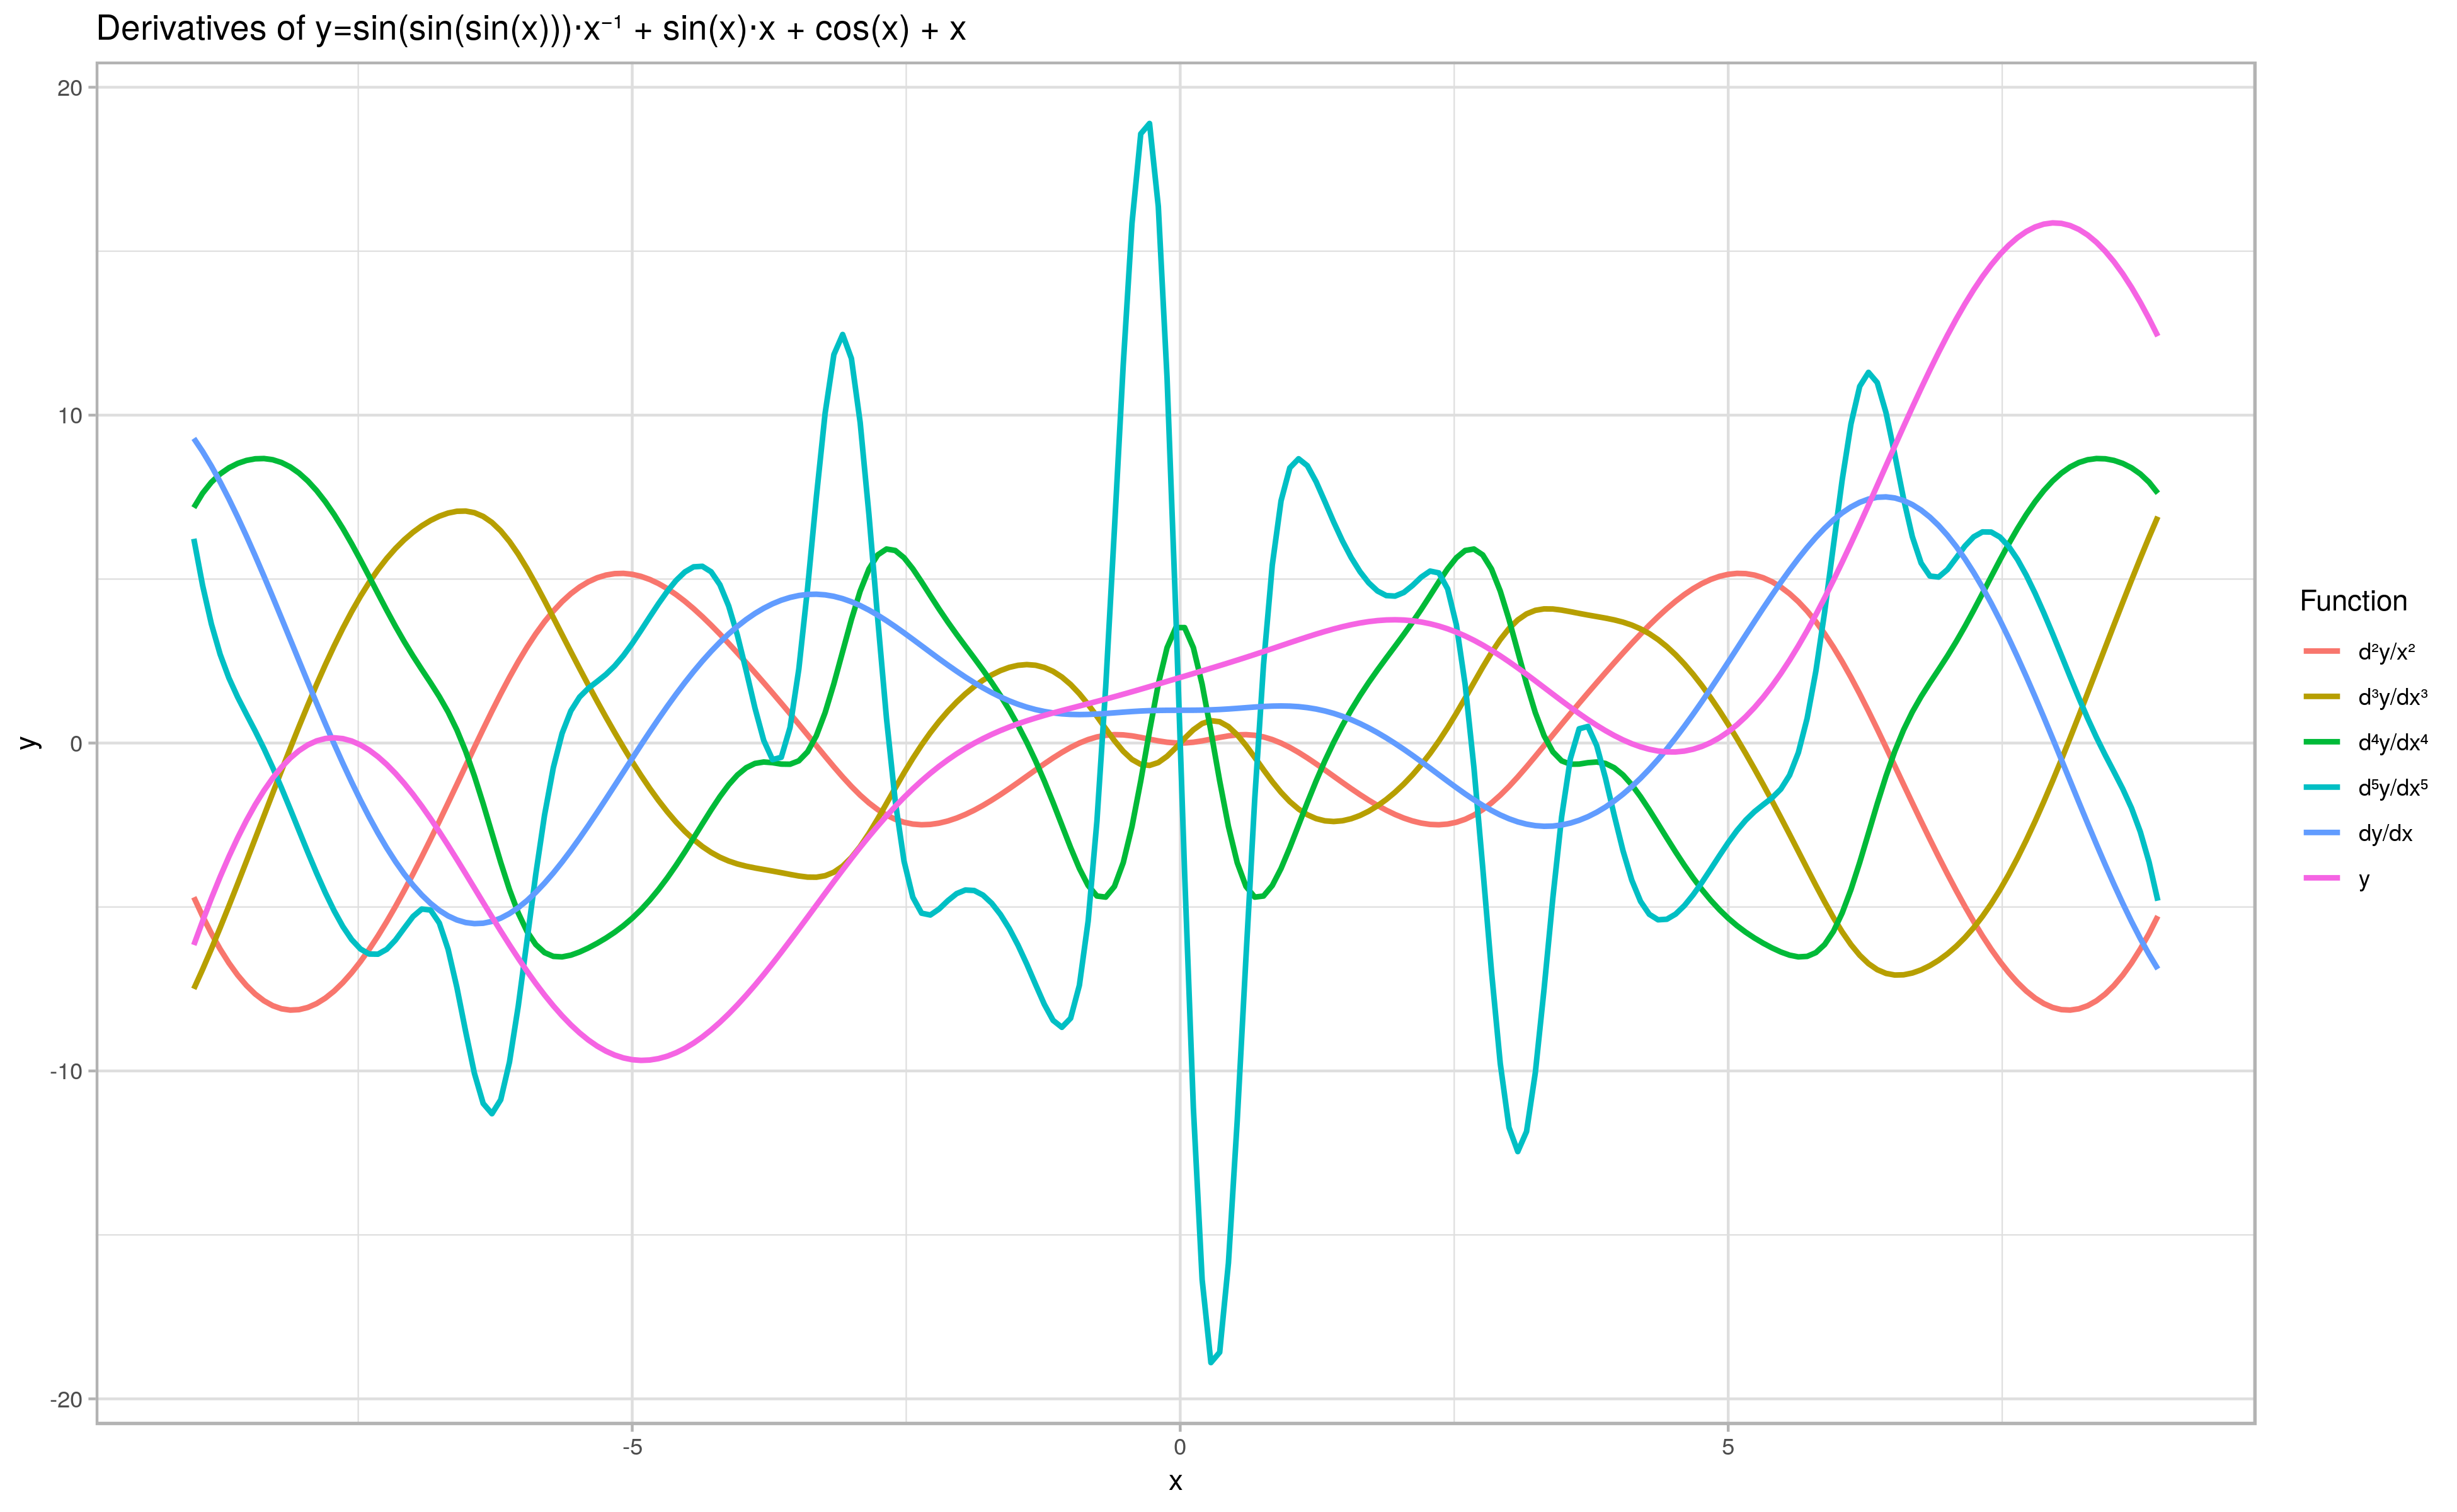 Derivatives of y=sin(sin(sin(x)))·x⁻¹ + sin(x)·x + cos(x) + x
20
10
0
-10
-20
y
-5
0
5
x
Function
d²y/x²
d³y/dx³
d⁴y/dx⁴
d⁵y/dx⁵
dy/dx
y